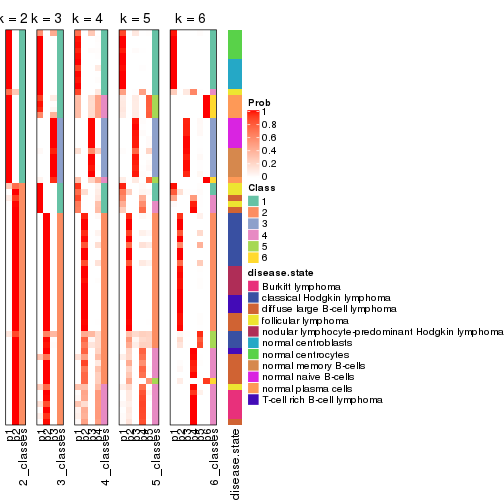 k = 2 k = 3 k = 4 k = 5 k = 6
Prob
1
0.8
0.6
0.4
0.2
0
Class
1
2
3
4
5
6
disease.state
Burkitt lymphoma
classical Hodgkin lymphoma
diffuse large B-cell lymphoma
follicular lymphoma
nodular lymphocyte-predominant Hodgkin lymphoma
normal centroblasts
normal centrocytes
normal memory B-cells
normal naive B-cells
normal plasma cells
T-cell rich B-cell lymphoma
p1 p2 2_classes
p1 p2 p3 3_classes
p1 p2 p3 p4 4_classes
p1 p2 p3 p4 p5 5_classes
p1 p2 p3 p4 p5 p6 6_classes
disease.state